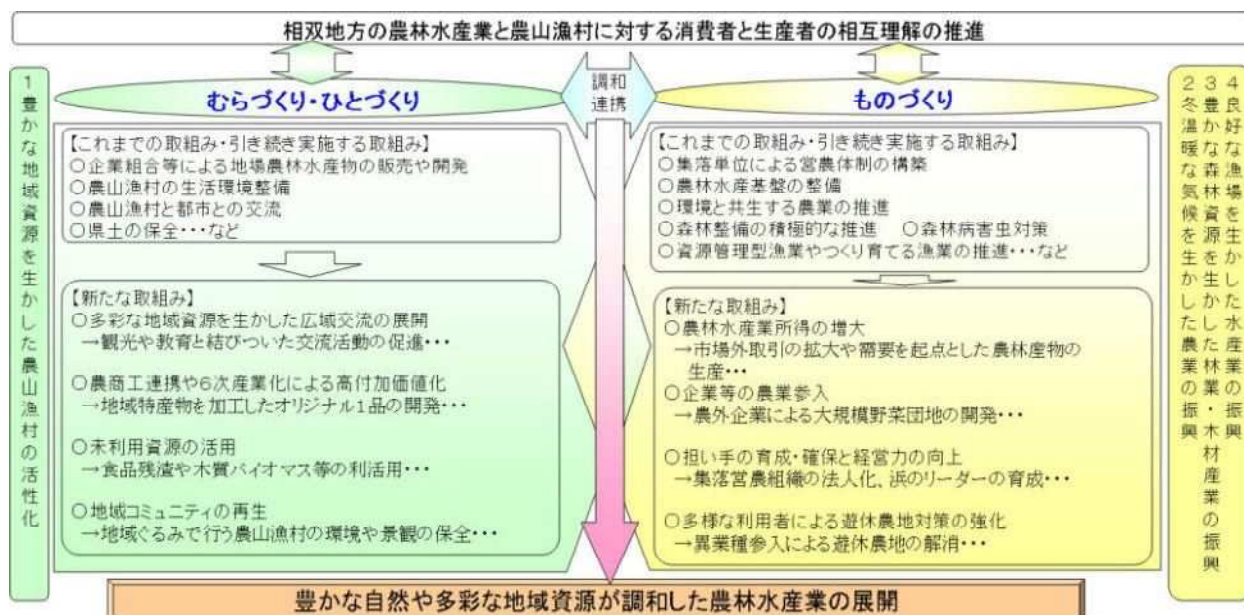 相双地方の農林水産業と農山漁村に対する消費者と生産者の相互理解の推進
1豊かな地域資源を生かした農山漁村の活性化
むらづくり・ひとづくり
【これまでの取組み・引き続き実施する取組み】
○企業組合等による地場農林水産物の販売や開発
○農山漁村の生活環境整備
○農山漁村と都市との交流
○県土の保全・・・など
【新たな取組み】
○多彩な地域資源を生かした広域交流の展開
→観光や教育と結びついた交流活動の促進・・・
○農商工連携や6次産業化による高付加価値化
→地域特産物を加工したオリジナル1品の開発・・・
○未利用資源の活用
→食品残渣や木質バイオマス等の利活用・・・
○地域コミュニティの再生
→地域ぐるみで行う農山漁村の環境や景観の保全・・・
調和
連携
ものづくり
【これまでの取組み・引き続き実施する取組み】
○集落単位による営農体制の構築
○農林水産基盤の整備
○環境と共生する農業の推進
○森林整備の積極的な推進 ○森林病害虫対策
○資源管理型漁業やつくり育てる漁業の推進・・・など
【新たな取組み】
○農林水産業所得の増大
→市場外取引の拡大や需要を起点とした農林産物の
生産・・・
○企業等の農業参入
→農外企業による大規模野菜団地の開発・・・
○担い手の育成・確保と経営力の向上
→集落営農組織の法人化、浜のリーダーの育成・・・
○多様な利用者による遊休農地対策の強化
→異業種参入による遊休農地の解消・・・
4良好な漁場を生かした水産業の振興
3豊かな森林資源を生かした林業・木材産業の振興
2冬温暖な気候を生かした農業の振興
豊かな自然や多彩な地域資源が調和した農林水産業の展開